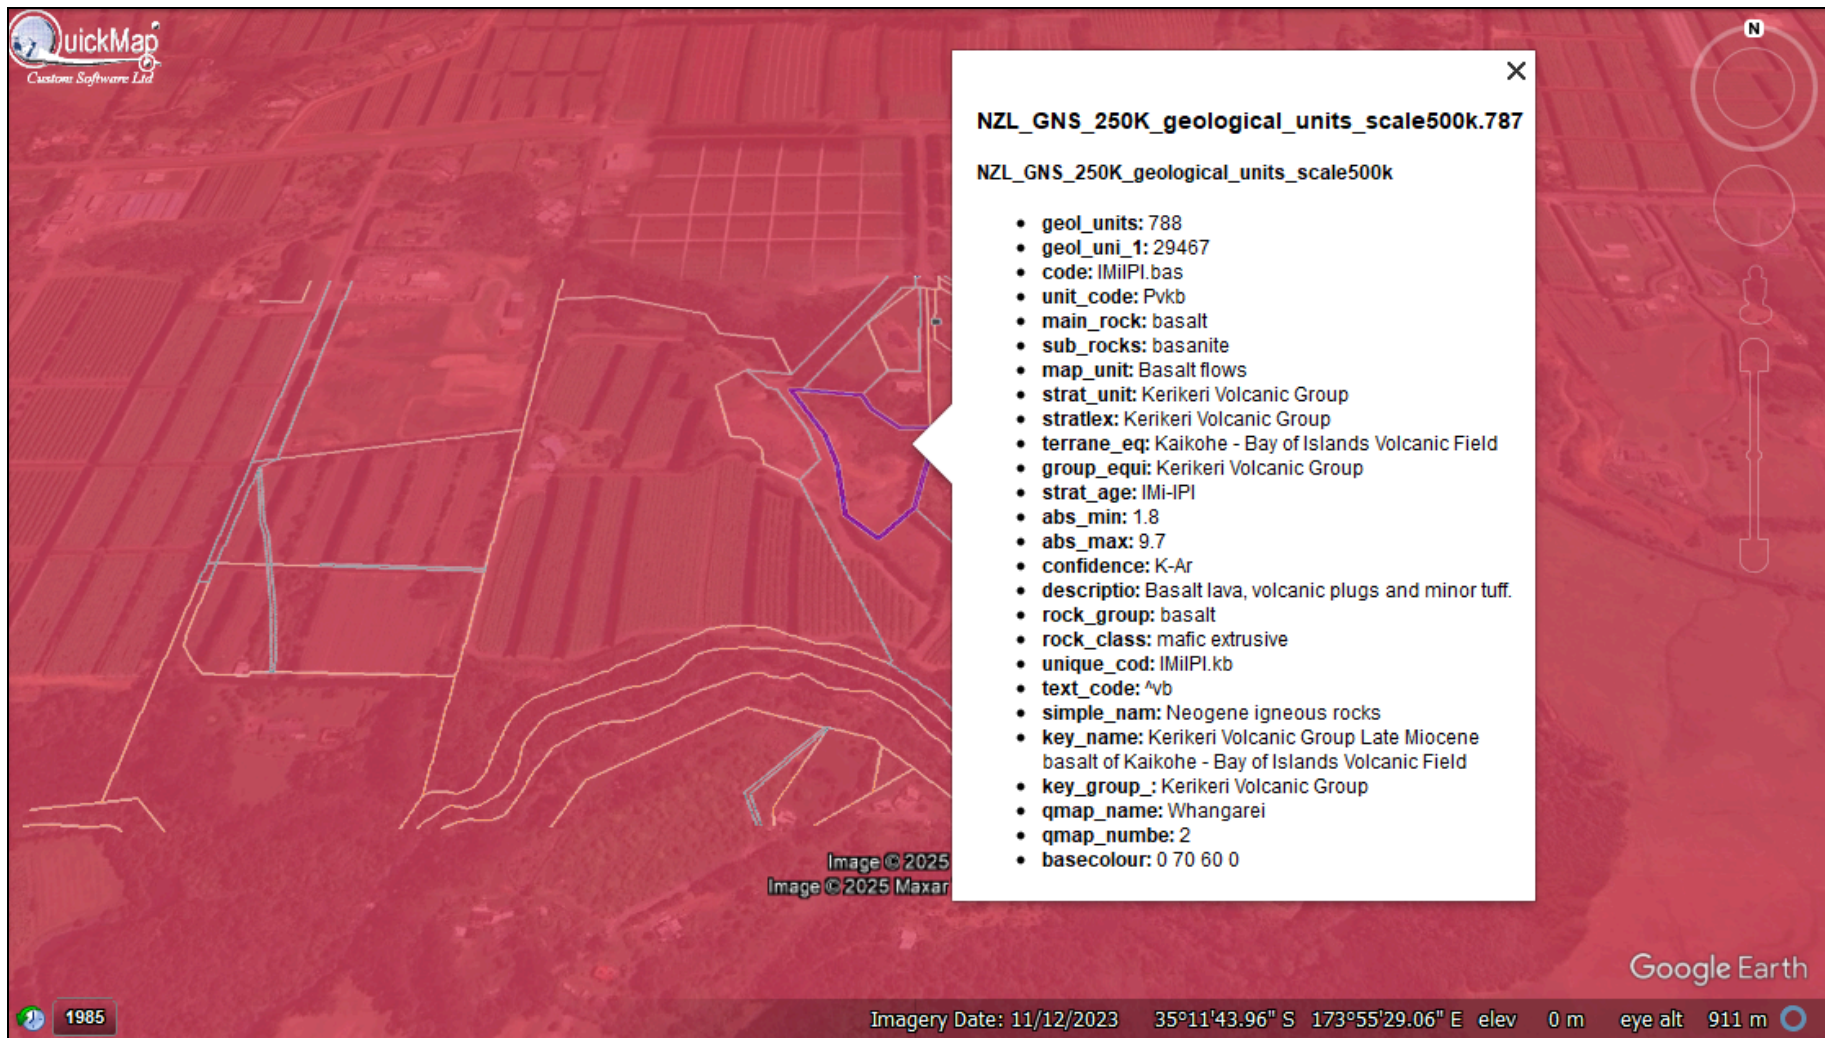 QuickMap
Custom Software Ltd
N
NZL_GNS_250K_geological_units_scale500k.787
NZL_GNS_250K_geological_units_scale500k
• geol_units: 788
• geol_uni_1: 29467
• code: lMilPl.bas
• unit_code: Pvkb
• main_rock: basalt
• sub_rocks: basanite
• map_unit: Basalt flows
• strat_unit: Kerikeri Volcanic Group
• stratlex: Kerikeri Volcanic Group
• terrane_eq: Kaikohe - Bay of Islands Volcanic Field
• group_equi: Kerikeri Volcanic Group
• strat_age: lMi-lPl
• abs_min: 1.8
• abs_max: 9.7
• confidence: K-Ar
• descriptio: Basalt lava, volcanic plugs and minor tuff.
• rock_group: basalt
• rock_class: mafic extrusive
• unique_cod: lMilPl.kb
• text_code: ^vb
• simple_nam: Neogene igneous rocks
• key_name: Kerikeri Volcanic Group Late Miocene
basalt of Kaikohe - Bay of Islands Volcanic Field
• key_group_: Kerikeri Volcanic Group
• qmap_name: Whangarei
• qmap_numbe: 2
• basecolour: 0 70 60 0
Image © 2025
Image © 2025 Maxar
Google Earth
1985
Imagery Date: 11/12/2023 35°11'43.96" S 173°55'29.06" E elev 0 m eye alt 911 m